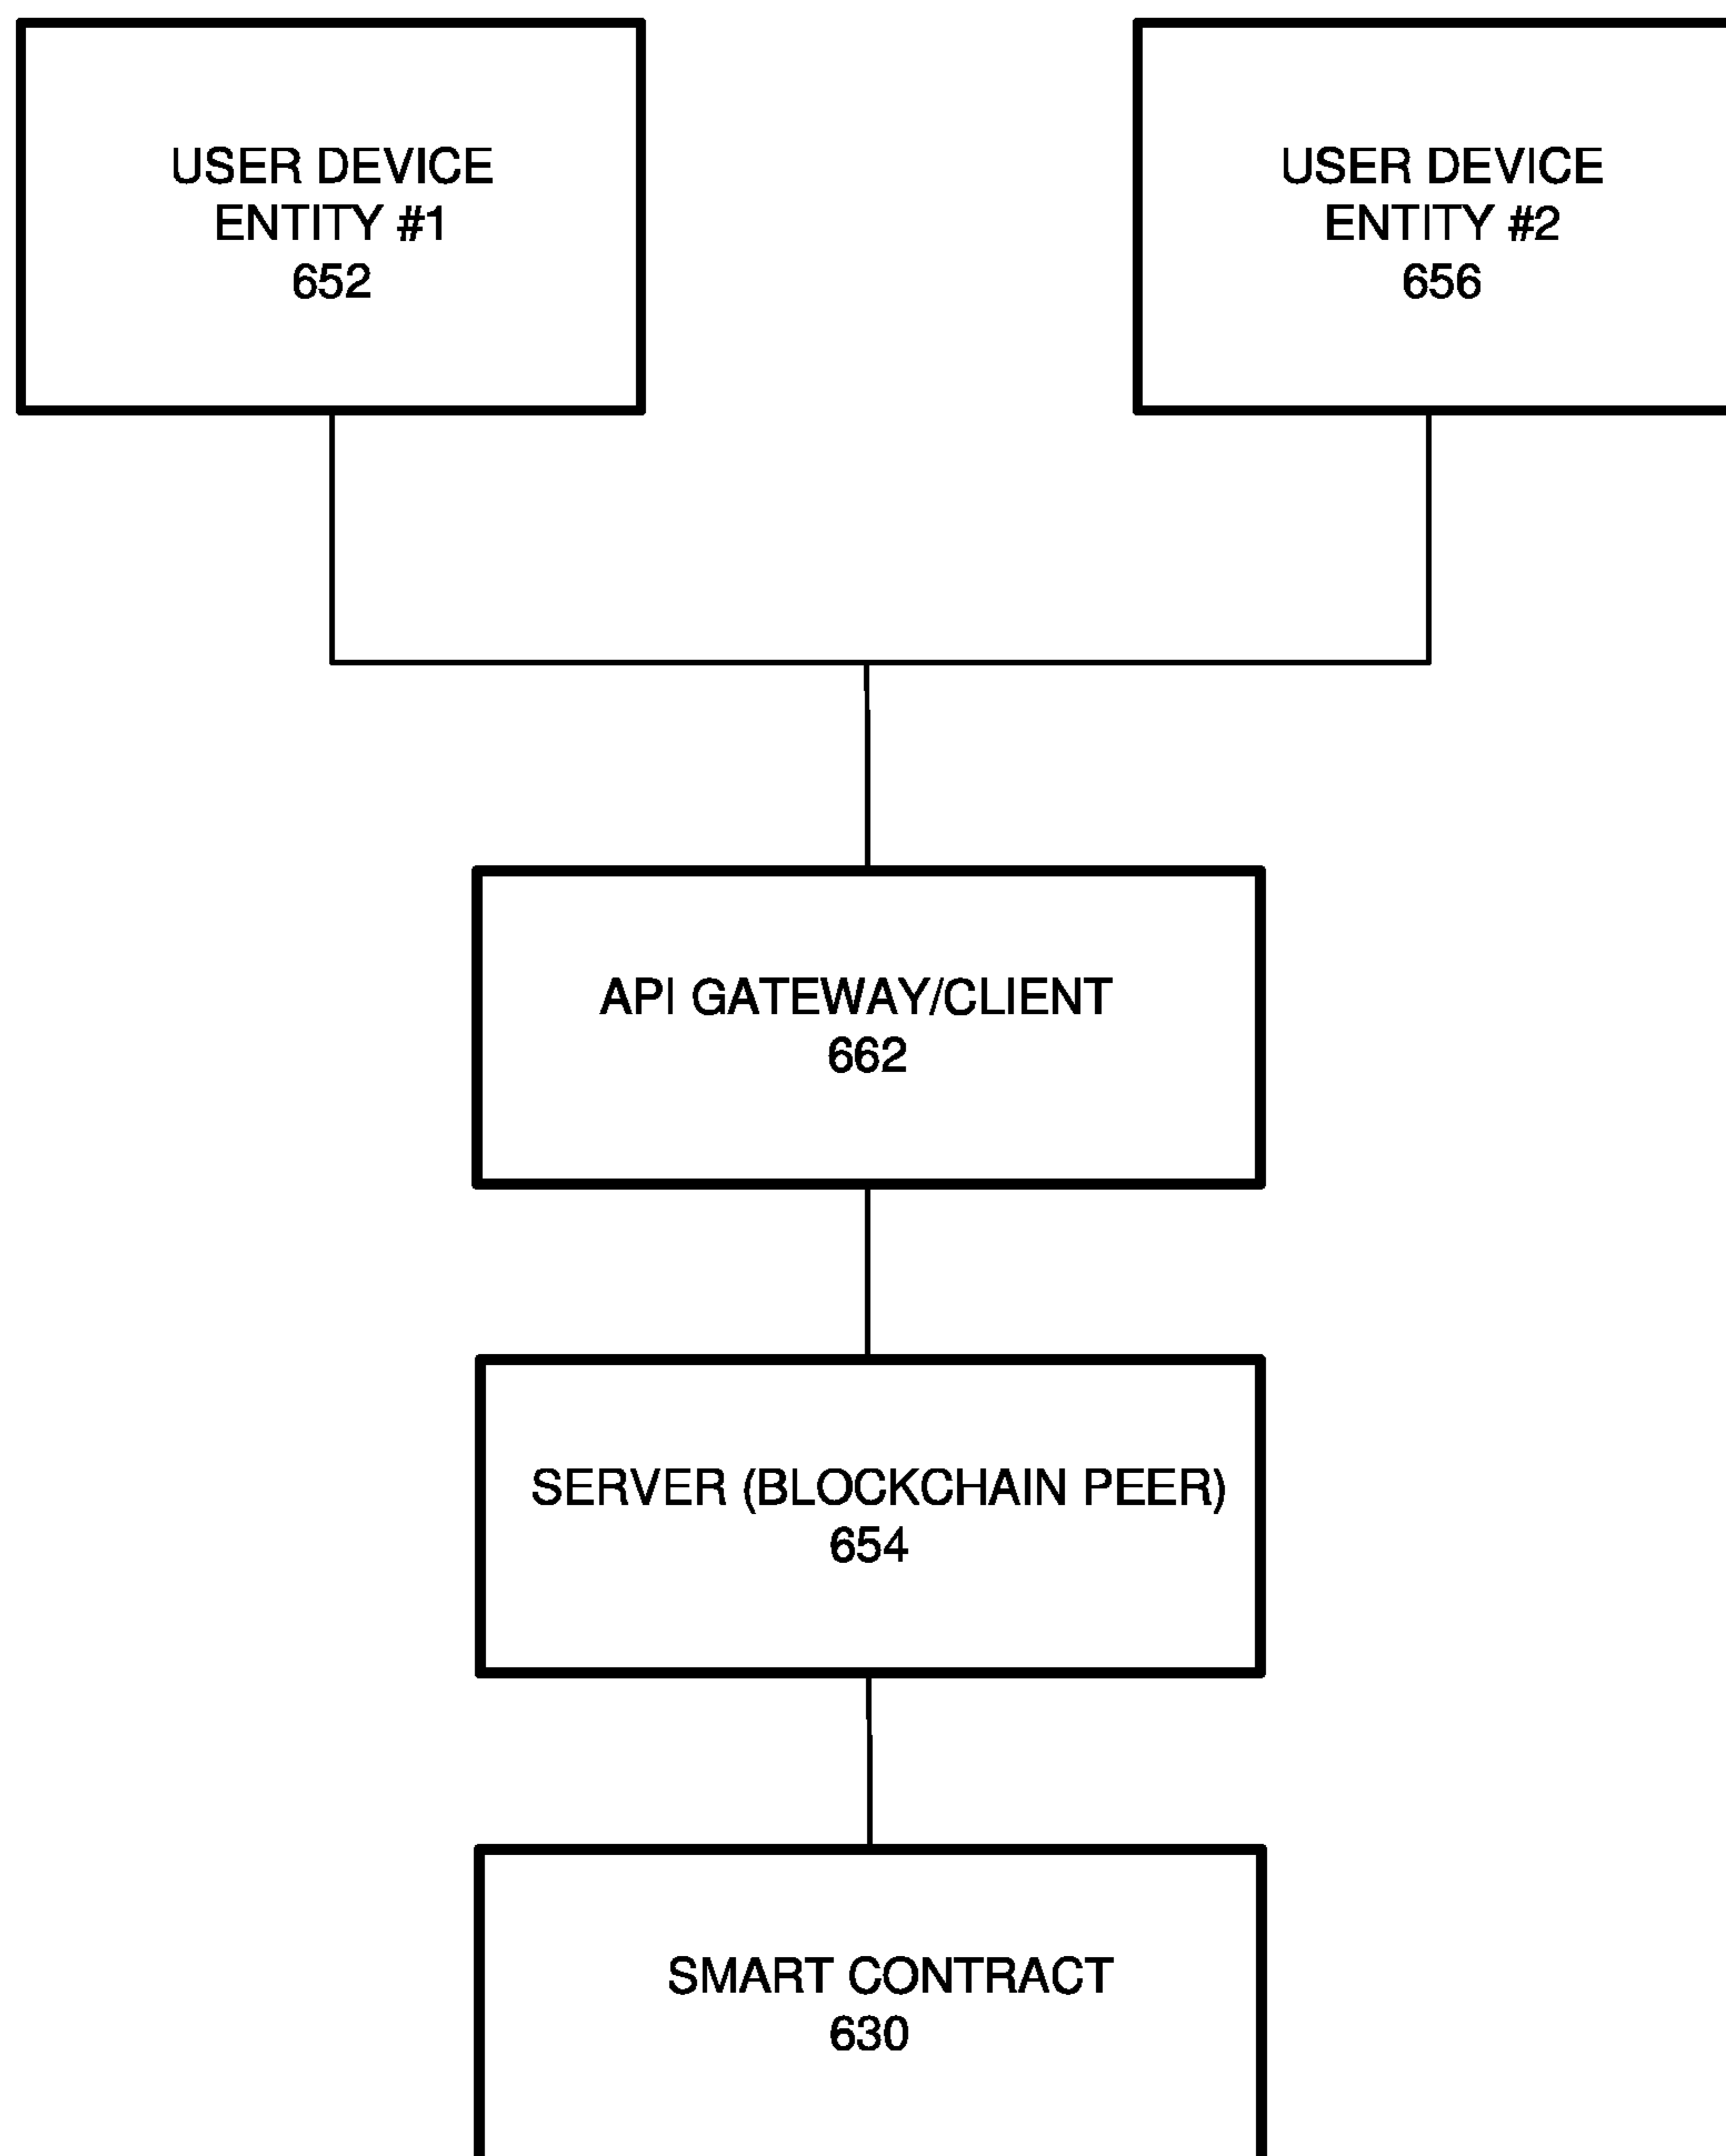 USER DEVICE
ENTITY #1
652
USER DEVICE
ENTITY #2
656
API GATEWAY/CLIENT
662
SERVER (BLOCKCHAIN PEER)
654
SMART CONTRACT
630